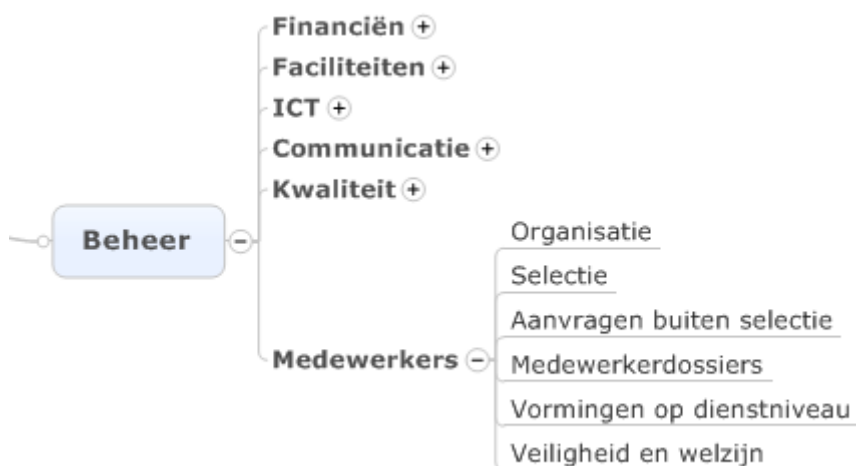 Financiën
Faciliteiten
ICT
Communicatie
Kwaliteit
Beheer
Organisatie
Selectie
Aanvragen buiten selectie
Medewerkers
Medewerkerdossiers
Vormingen op dienstniveau
Veiligheid en welzijn